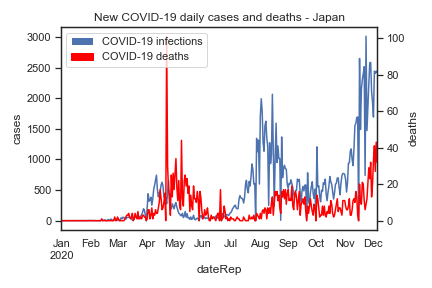 New COVID-19 daily cases and deaths - Japan
COVID-19 infections
COVID-19 deaths
3000
2500
2000
1500
1000
500
0
cases
100
80
60
40
20
0
deaths
Jan Feb Mar Apr May Jun Jul Aug Sep Oct Nov Dec
2020
dateRep